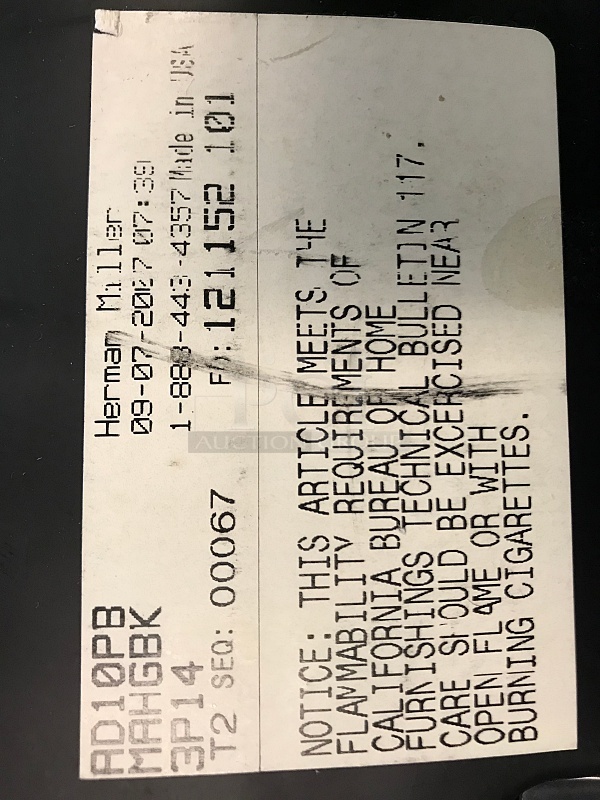 Herman Miller
09-07-2007 07:39
1-888-443-4357 Made in USA
121152 101
AD10PB
MAHGBK
3P14
T2 SEQ: 00067
NOTICE: THIS ARTICLE MEETS THE
FLAMMABILITY REQUIREMENTS OF
CALIFORNIA BUREAU OF HOME
FURNISHINGS TECHNICAL BULLETIN 117.
CARE SHOULD BE EXCERCISED NEAR
OPEN FLAME OR WITH
BURNING CIGARETTES.